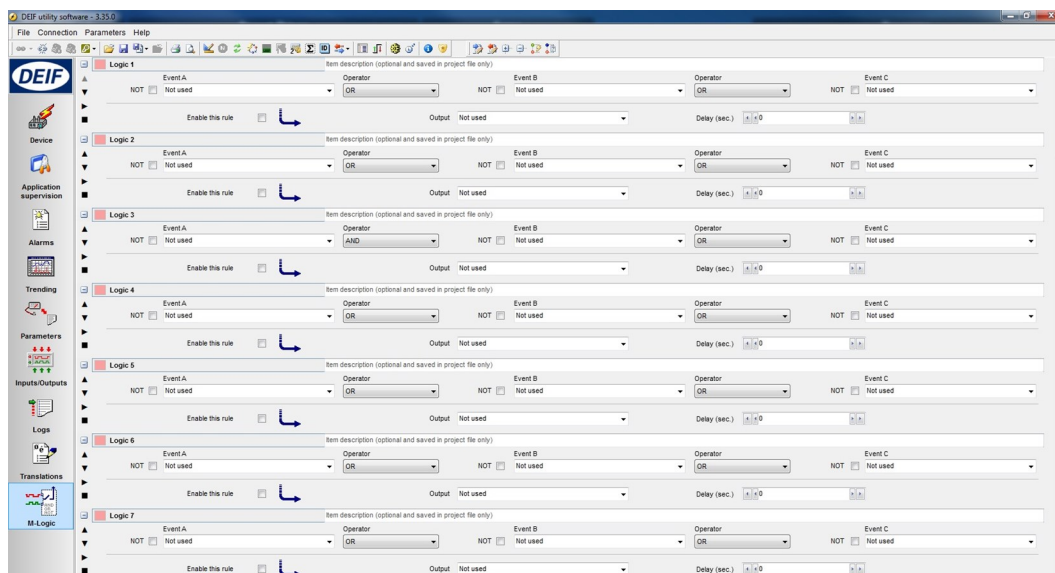 DEIF utility software - 3.35.0
File Connection Parameters Help
DEIF
Device
Application supervision
Alarms
Trending
Parameters
Inputs/Outputs
Logs
Translations
M-Logic
Logic 1 Item description (optional and saved in project file only)
Event A Operator Event B Operator Event C
NOT Not used OR NOT Not used OR NOT Not used
Enable this rule Output Not used Delay (sec.) 0
Logic 2 Item description (optional and saved in project file only)
Event A Operator Event B Operator Event C
NOT Not used OR NOT Not used OR NOT Not used
Enable this rule Output Not used Delay (sec.) 0
Logic 3 Item description (optional and saved in project file only)
Event A Operator Event B Operator Event C
NOT Not used AND NOT Not used OR NOT Not used
Enable this rule Output Not used Delay (sec.) 0
Logic 4 Item description (optional and saved in project file only)
Event A Operator Event B Operator Event C
NOT Not used OR NOT Not used OR NOT Not used
Enable this rule Output Not used Delay (sec.) 0
Logic 5 Item description (optional and saved in project file only)
Event A Operator Event B Operator Event C
NOT Not used OR NOT Not used OR NOT Not used
Enable this rule Output Not used Delay (sec.) 0
Logic 6 Item description (optional and saved in project file only)
Event A Operator Event B Operator Event C
NOT Not used OR NOT Not used OR NOT Not used
Enable this rule Output Not used Delay (sec.) 0
Logic 7 Item description (optional and saved in project file only)
Event A Operator Event B Operator Event C
NOT Not used OR NOT Not used OR NOT Not used
Enable this rule Output Not used Delay (sec.) 0